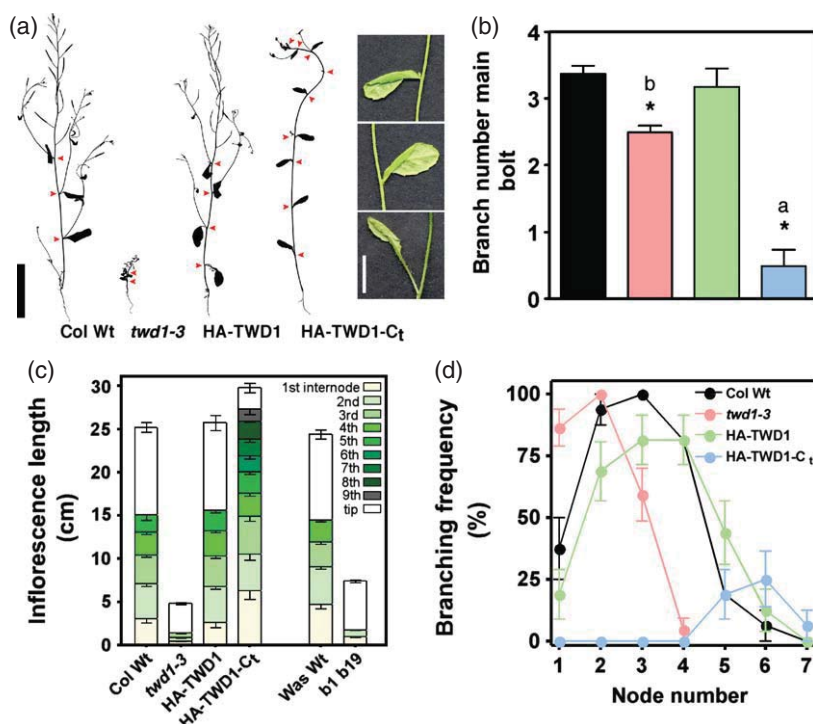 (a)
Col Wt twd1-3 HA-TWD1 HA-TWD1-Ct
(b)
Branch number main
bolt
4
3
2
1
0
b
*
a
*
(c)
Inflorescence length
(cm)
30
25
20
15
10
5
0
1st internode
2nd
3rd
4th
5th
6th
7th
8th
9th
tip
Col Wt
twd1-3
HA-TWD1
HA-TWD1-Ct
Was Wt
b1 b19
(d)
Branching frequency
(%)
100
75
50
25
0
Col Wt
twd1-3
HA-TWD1
HA-TWD1-C t
1 2 3 4 5 6 7
Node number